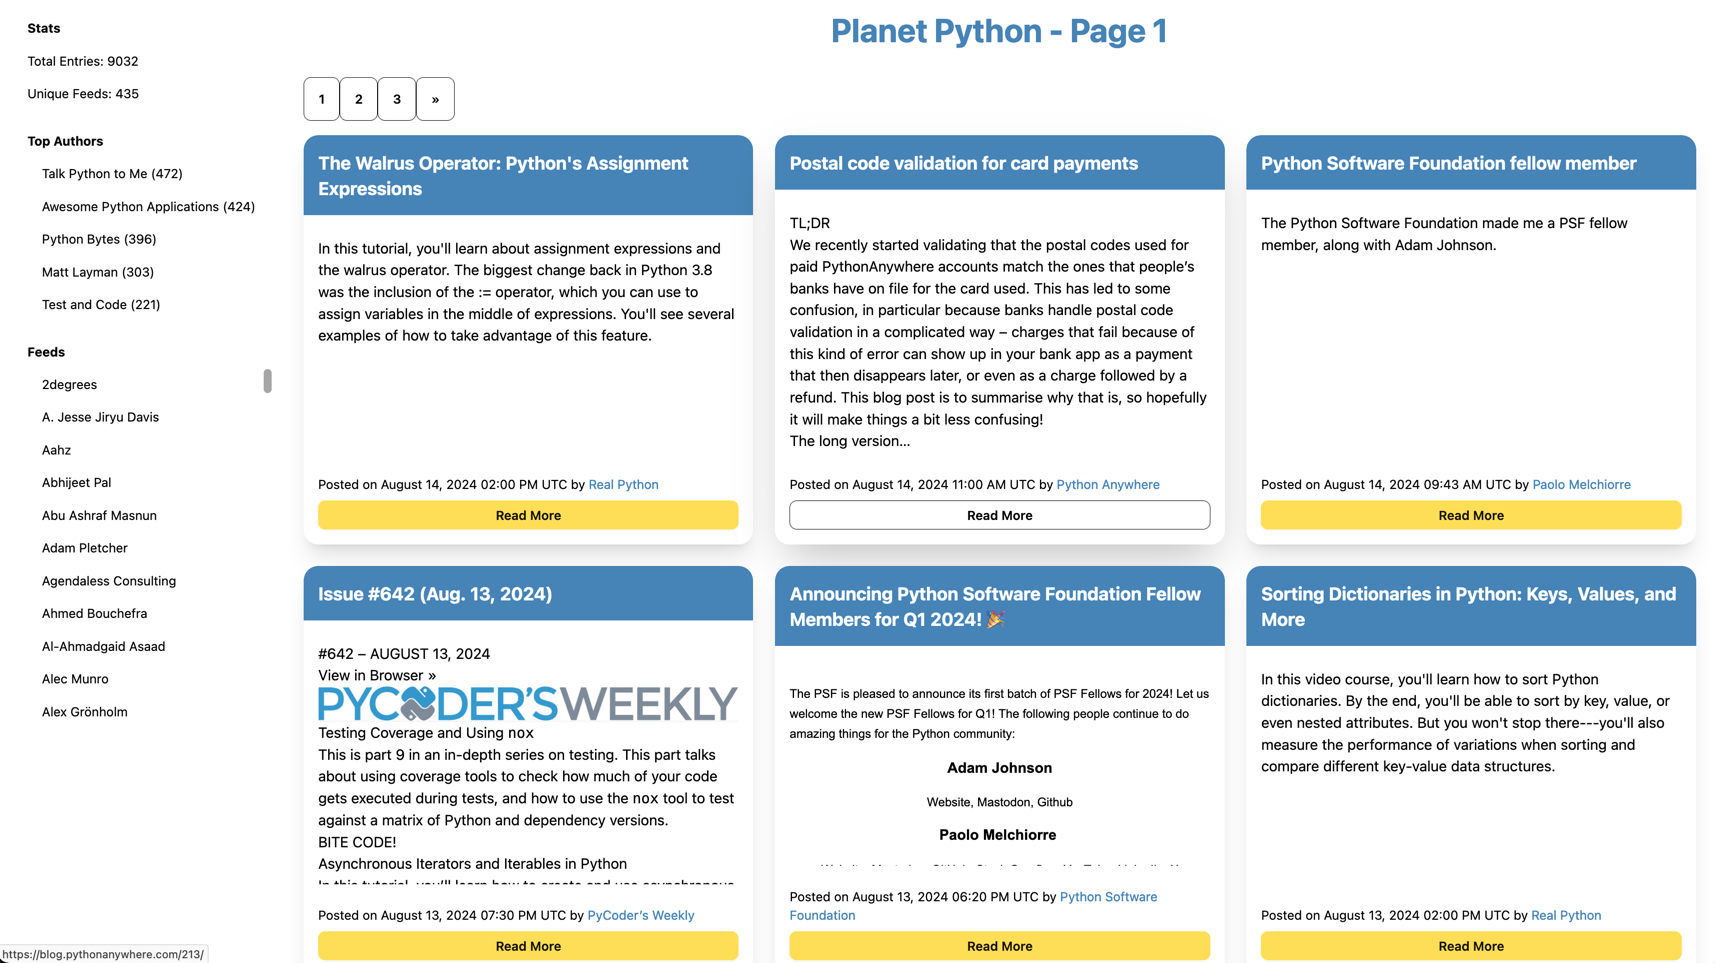 Stats
Total Entries: 9032
Unique Feeds: 435
Top Authors
Talk Python to Me (472)
Awesome Python Applications (424)
Python Bytes (396)
Matt Layman (303)
Test and Code (221)
Feeds
2degrees
A. Jesse Jiryu Davis
Aahz
Abhijeet Pal
Abu Ashraf Masnun
Adam Pletcher
Agendaless Consulting
Ahmed Bouchefra
Al-Ahmadgaid Asaad
Alec Munro
Alex Grönholm
Planet Python - Page 1
1 2 3 »
The Walrus Operator: Python's Assignment
Expressions
In this tutorial, you'll learn about assignment expressions and
the walrus operator. The biggest change back in Python 3.8
was the inclusion of the := operator, which you can use to
assign variables in the middle of expressions. You'll see several
examples of how to take advantage of this feature.
Posted on August 14, 2024 02:00 PM UTC by Real Python
Read More
Postal code validation for card payments
TL;DR
We recently started validating that the postal codes used for
paid PythonAnywhere accounts match the ones that people’s
banks have on file for the card used. This has led to some
confusion, in particular because banks handle postal code
validation in a complicated way – charges that fail because of
this kind of error can show up in your bank app as a payment
that then disappears later, or even as a charge followed by a
refund. This blog post is to summarise why that is, so hopefully
it will make things a bit less confusing!
The long version...
Posted on August 14, 2024 11:00 AM UTC by Python Anywhere
Read More
Python Software Foundation fellow member
The Python Software Foundation made me a PSF fellow
member, along with Adam Johnson.
Posted on August 14, 2024 09:43 AM UTC by Paolo Melchiorre
Read More
Issue #642 (Aug. 13, 2024)
#642 – AUGUST 13, 2024
View in Browser »
PYCODER’S WEEKLY
Testing Coverage and Using nox
This is part 9 in an in-depth series on testing. This part talks
about using coverage tools to check how much of your code
gets executed during tests, and how to use the nox tool to test
against a matrix of Python and dependency versions.
BITE CODE!
Asynchronous Iterators and Iterables in Python
In this tutorial, you’ll learn how to create and use asynchronous
Posted on August 13, 2024 07:30 PM UTC by PyCoder’s Weekly
Read More
Announcing Python Software Foundation Fellow
Members for Q1 2024! 🎉
The PSF is pleased to announce its first batch of PSF Fellows for 2024! Let us
welcome the new PSF Fellows for Q1! The following people continue to do
amazing things for the Python community:
Adam Johnson
Website, Mastodon, Github
Paolo Melchiorre
Posted on August 13, 2024 06:20 PM UTC by Python Software
Foundation
Read More
Sorting Dictionaries in Python: Keys, Values, and
More
In this video course, you'll learn how to sort Python
dictionaries. By the end, you'll be able to sort by key, value, or
even nested attributes. But you won't stop there---you'll also
measure the performance of variations when sorting and
compare different key-value data structures.
Posted on August 13, 2024 02:00 PM UTC by Real Python
Read More
https://blog.pythonanywhere.com/213/